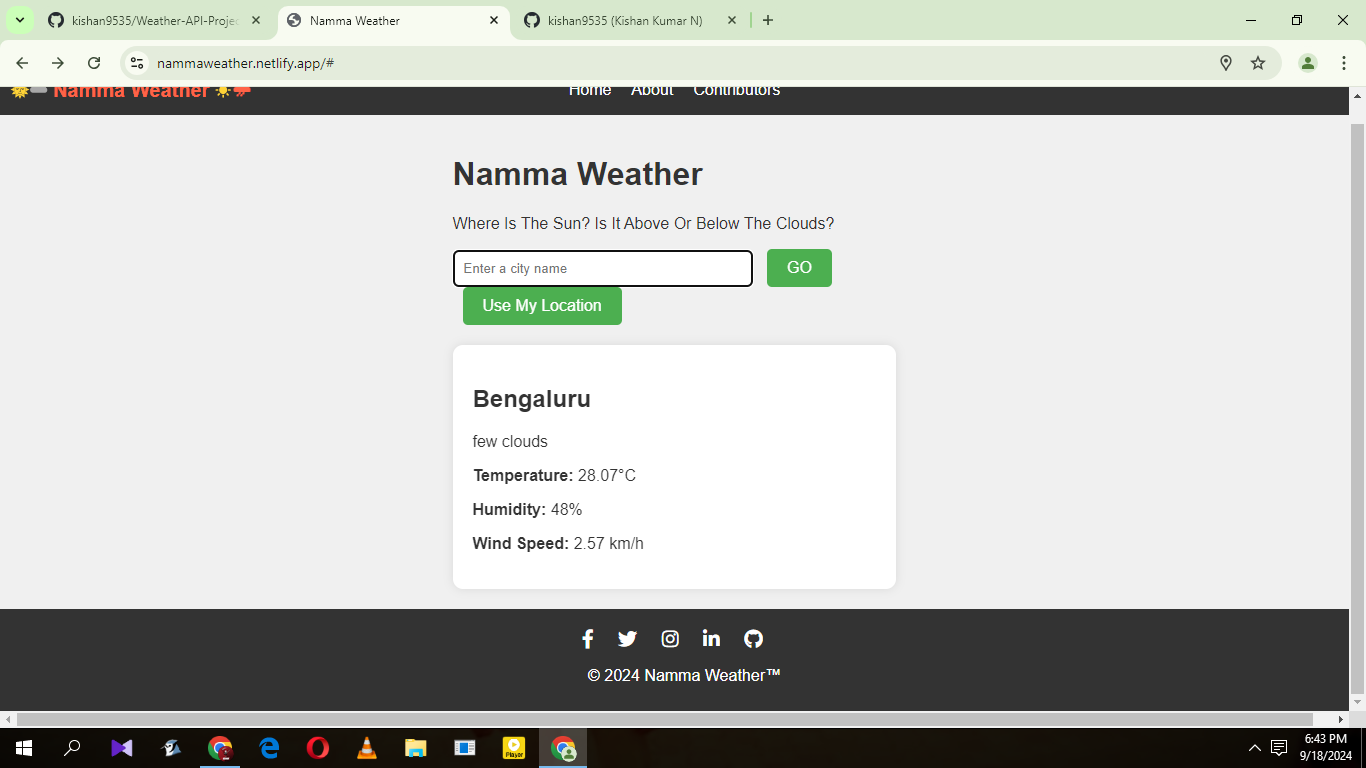 kishan9535/Weather-API-Projec
Namma Weather
kishan9535 (Kishan Kumar N)
nammaweather.netlify.app/#
Namma Weather
Home About Contributors
Namma Weather
Where Is The Sun? Is It Above Or Below The Clouds?
Enter a city name GO
Use My Location
Bengaluru
few clouds
Temperature: 28.07°C
Humidity: 48%
Wind Speed: 2.57 km/h
© 2024 Namma Weather™
Player
6:43 PM
9/18/2024